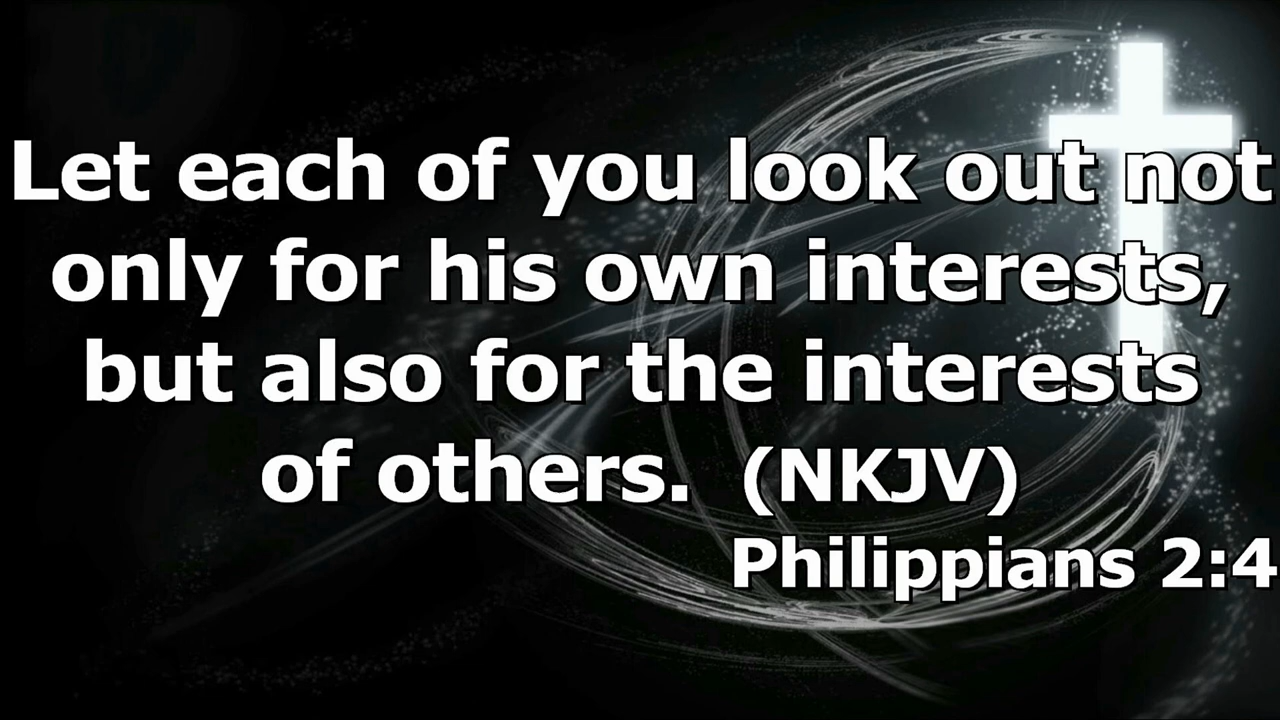 Let each of you look out not
only for his own interests,
but also for the interests
of others.  (NKJV)
Philippians 2:4